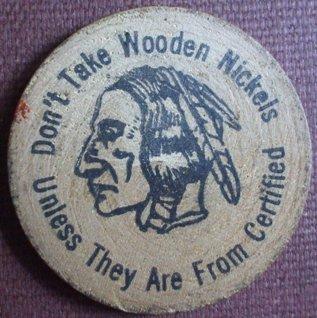 Don't Take Wooden Nickels
Unless They Are From Certified